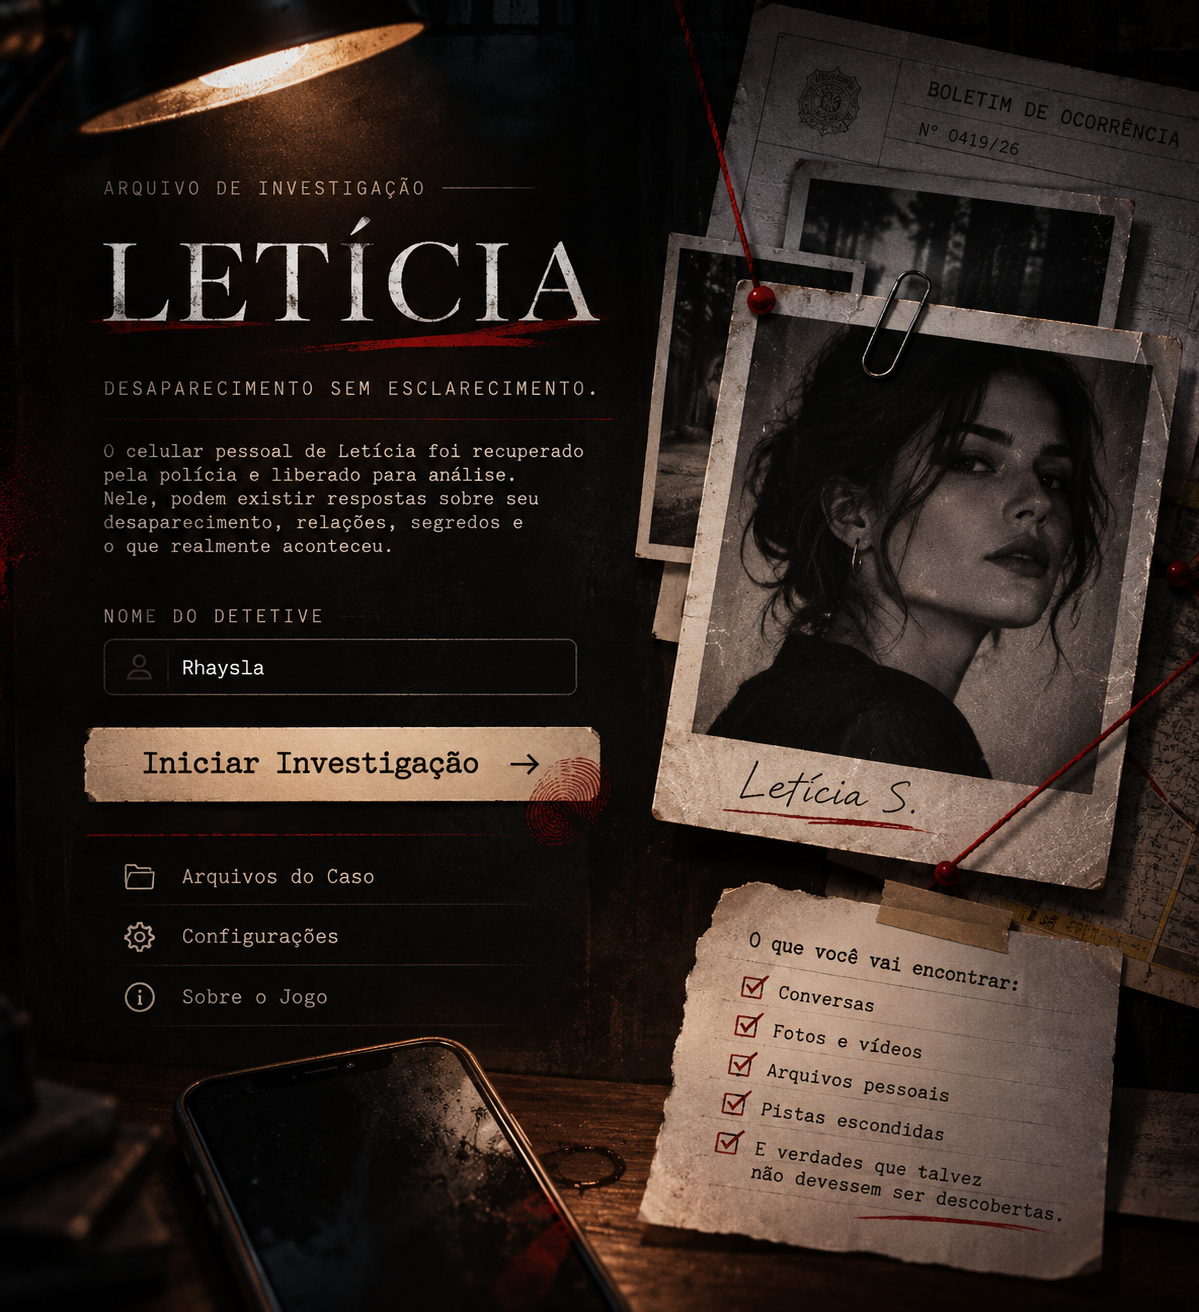 ARQUIVO DE INVESTIGAÇÃO
LETÍCIA
DESAPARECIMENTO SEM ESCLARECIMENTO.
O celular pessoal de Letícia foi recuperado
pela polícia e liberado para análise.
Nele, podem existir respostas sobre seu
desaparecimento, relações, segredos e
o que realmente aconteceu.
NOME DO DETETIVE
Rhaysla
Iniciar Investigação
Arquivos do Caso
Configurações
Sobre o Jogo
BOLETIM DE OCORRÊNCIA
Nº 0419/26
Letícia S.
O que você vai encontrar:
Conversas
Fotos e vídeos
Arquivos pessoais
Pistas escondidas
E verdades que talvez
não devessem ser descobertas.